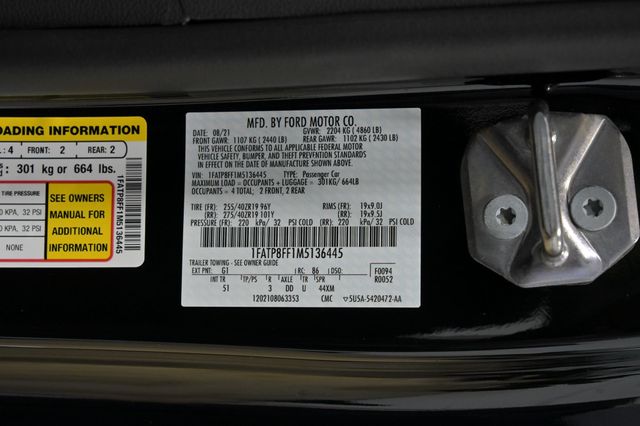 OADING INFORMATION
: 4 FRONT: 2 REAR: 2
: 301 kg or 664 lbs.
TIRE PRESSURE
0 KPA, 32 PSI
0 KPA, 32 PSI
NONE
SEE OWNERS
MANUAL FOR
ADDITIONAL
INFORMATION
1FATP8FF1M5136445
MFD. BY FORD MOTOR CO.
DATE: 08/21 GVWR: 2204 KG ( 4860 LB)
FRONT GAWR: 1107 KG ( 2440 LB) REAR GAWR: 1102 KG ( 2430 LB)
THIS VEHICLE CONFORMS TO ALL APPLICABLE FEDERAL MOTOR
VEHICLE SAFETY, BUMPER, AND THEFT PREVENTION STANDARDS
IN EFFECT ON THE DATE OF MANUFACTURE SHOWN ABOVE.
VIN: 1FATP8FF1M5136445 TYPE: Passenger Car
MAXIMUM LOAD = OCCUPANTS + LUGGAGE = 301KG/ 664LB
OCCUPANTS = 4 TOTAL; 2 FRONT, 2 REAR
TIRES (FR): 255/40ZR19 96Y RIMS (FR): 19x9.0J
(RR): 275/40ZR19 101Y (RR): 19x9.5J
PRESSURE (FR): 220 kPa/ 32 PSI COLD (RR): 220 kPa/ 32 PSI COLD
1FATP8FF1M5136445
TRAILER TOWING - SEE OWNER GUIDE
EXT PNT: G1 RC: 86 DSO: F0094
INT TR TP/PS R AXLE TR R0052
51 3 DD U 44XM
1202108063353 CMC 5USA-5420472-AA